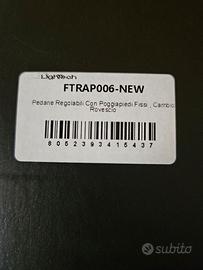 LighTech
FTRAP006-NEW
Pedane Regolabili Con Poggiapiedi Fissi , Cambio
Rovescio
8052393415437
subito